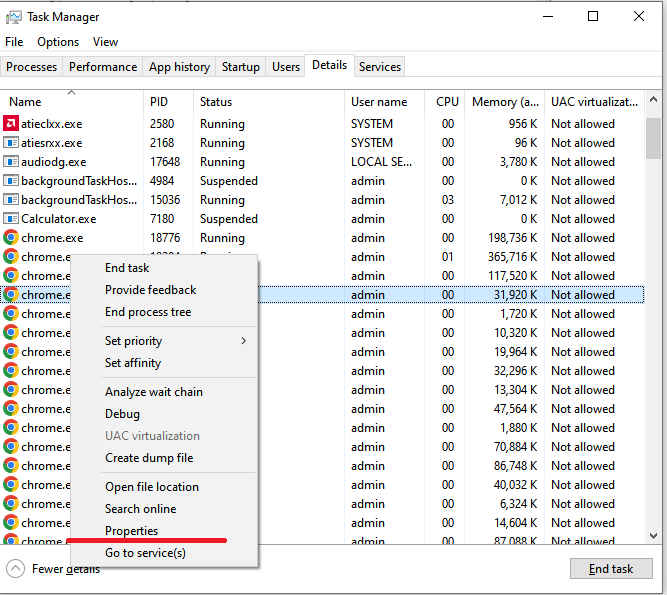 Task Manager
File Options View
Processes Performance App history Startup Users Details Services
Name PID Status User name CPU Memory (a... UAC virtualizat...
atieclxx.exe 2580 Running SYSTEM 00 956 K Not allowed
atiesrxx.exe 2168 Running SYSTEM 00 96 K Not allowed
audiodg.exe 17648 Running LOCAL SE... 00 3,780 K Not allowed
backgroundTaskHos... 4984 Suspended admin 00 0 K Not allowed
backgroundTaskHos... 15036 Running admin 03 7,012 K Not allowed
Calculator.exe 7180 Suspended admin 00 0 K Not allowed
chrome.exe 18776 Running admin 00 198,736 K Not allowed
chrome.e admin 01 365,716 K Not allowed
chrome.e admin 00 117,520 K Not allowed
chrome.e admin 00 31,920 K Not allowed
chrome.e admin 00 1,720 K Not allowed
chrome.e admin 00 10,320 K Not allowed
chrome.e admin 00 19,964 K Not allowed
chrome.e admin 00 32,296 K Not allowed
chrome.e admin 00 13,304 K Not allowed
chrome.e admin 00 47,564 K Not allowed
chrome.e admin 00 1,880 K Not allowed
chrome.e admin 00 70,884 K Not allowed
chrome.e admin 00 86,748 K Not allowed
chrome.e admin 00 40,032 K Not allowed
chrome.e admin 00 6,324 K Not allowed
chrome.e admin 00 14,604 K Not allowed
chrome.e admin 00 87,088 K Not allowed
End task
Provide feedback
End process tree
Set priority
Set affinity
Analyze wait chain
Debug
UAC virtualization
Create dump file
Open file location
Search online
Properties
Go to service(s)
Fewer details
End task